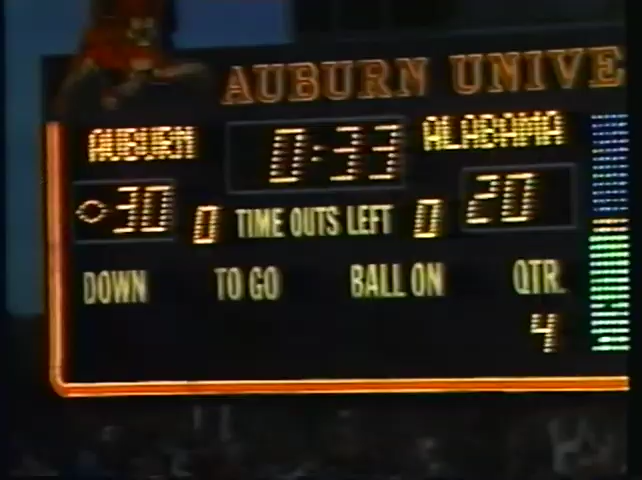 AUBURN UNIVE
AUBURN 0:33 ALABAMA
30 0 TIME OUTS LEFT 0 20
DOWN TO GO BALL ON QTR.
4